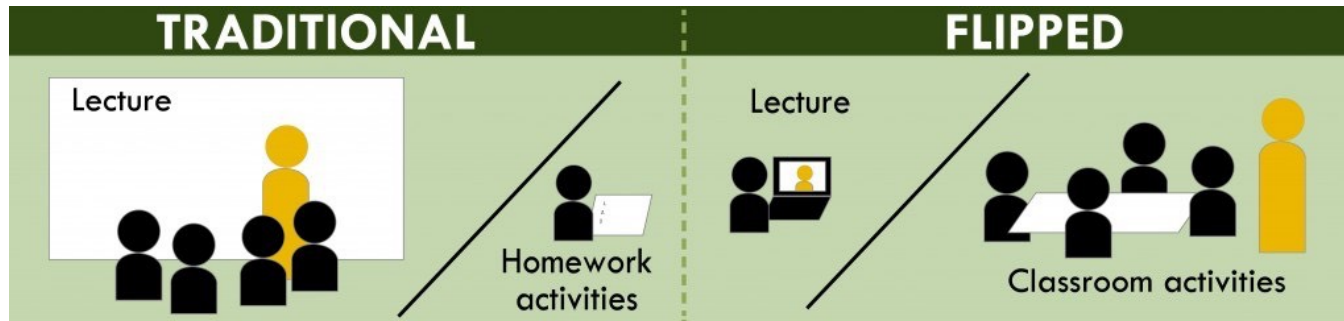 TRADITIONAL
Lecture
Homework
activities
FLIPPED
Lecture
Classroom activities